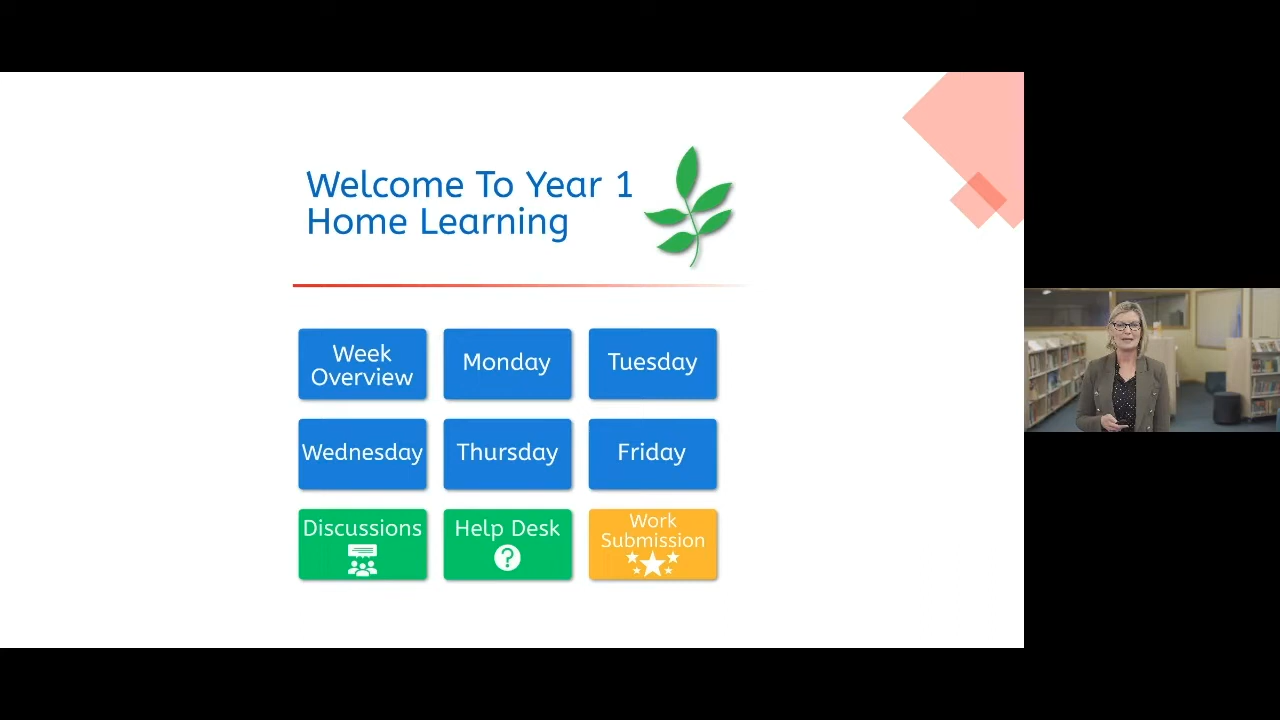 Welcome To Year 1
Home Learning
Week
Overview
Monday
Tuesday
Wednesday
Thursday
Friday
Discussions
Help Desk
?
Work
Submission